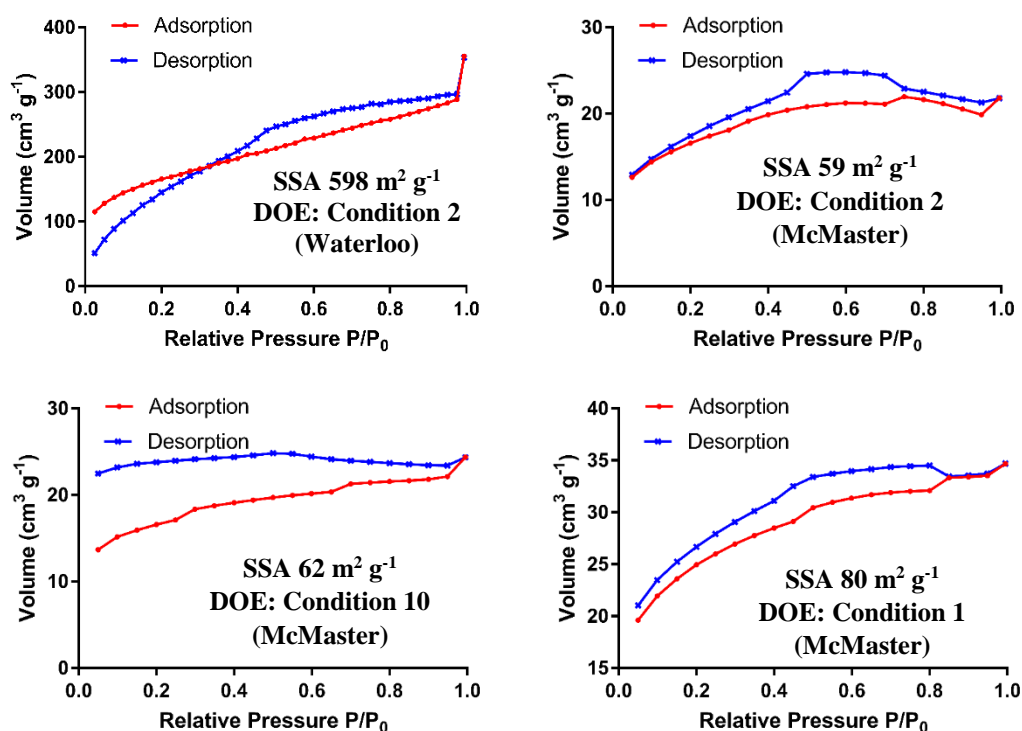 Adsorption
Desorption
400
300
200
100
0
Volume (cm³ g⁻¹)
SSA 598 m² g⁻¹
DOE: Condition 2
(Waterloo)
0.0 0.2 0.4 0.6 0.8 1.0
Relative Pressure P/P₀
Adsorption
Desorption
30
20
10
0
Volume (cm³ g⁻¹)
SSA 59 m² g⁻¹
DOE: Condition 2
(McMaster)
0.0 0.2 0.4 0.6 0.8 1.0
Relative Pressure P/P₀
Adsorption
Desorption
30
20
10
0
Volume (cm³ g⁻¹)
SSA 62 m² g⁻¹
DOE: Condition 10
(McMaster)
0.0 0.2 0.4 0.6 0.8 1.0
Relative Pressure P/P₀
Adsorption
Desorption
40
35
30
25
20
15
Volume (cm³ g⁻¹)
SSA 80 m² g⁻¹
DOE: Condition 1
(McMaster)
0.0 0.2 0.4 0.6 0.8 1.0
Relative Pressure P/P₀